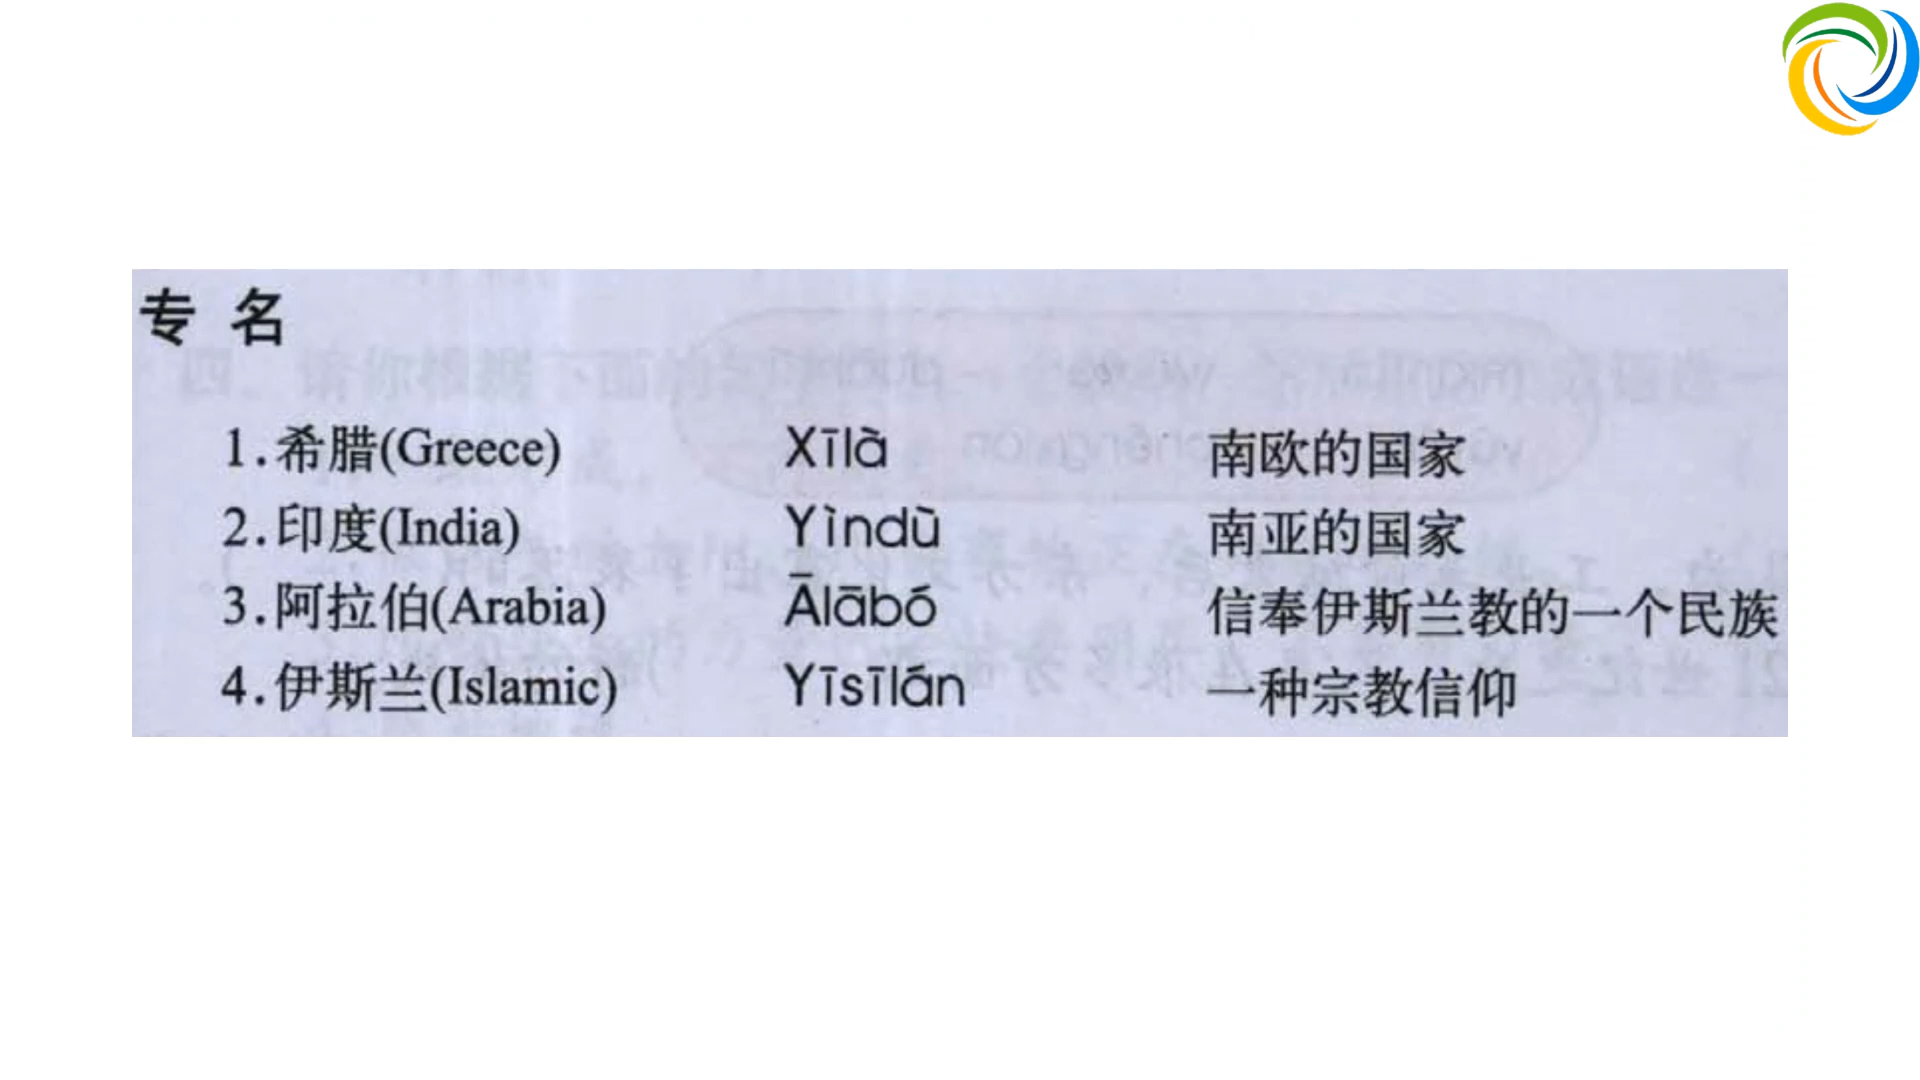 专 名
1.希腊(Greece) Xīlà 南欧的国家
2.印度(India) Yìndù 南亚的国家
3.阿拉伯(Arabia) Ālābó 信奉伊斯兰教的一个民族
4.伊斯兰(Islamic) Yīsīlán 一种宗教信仰